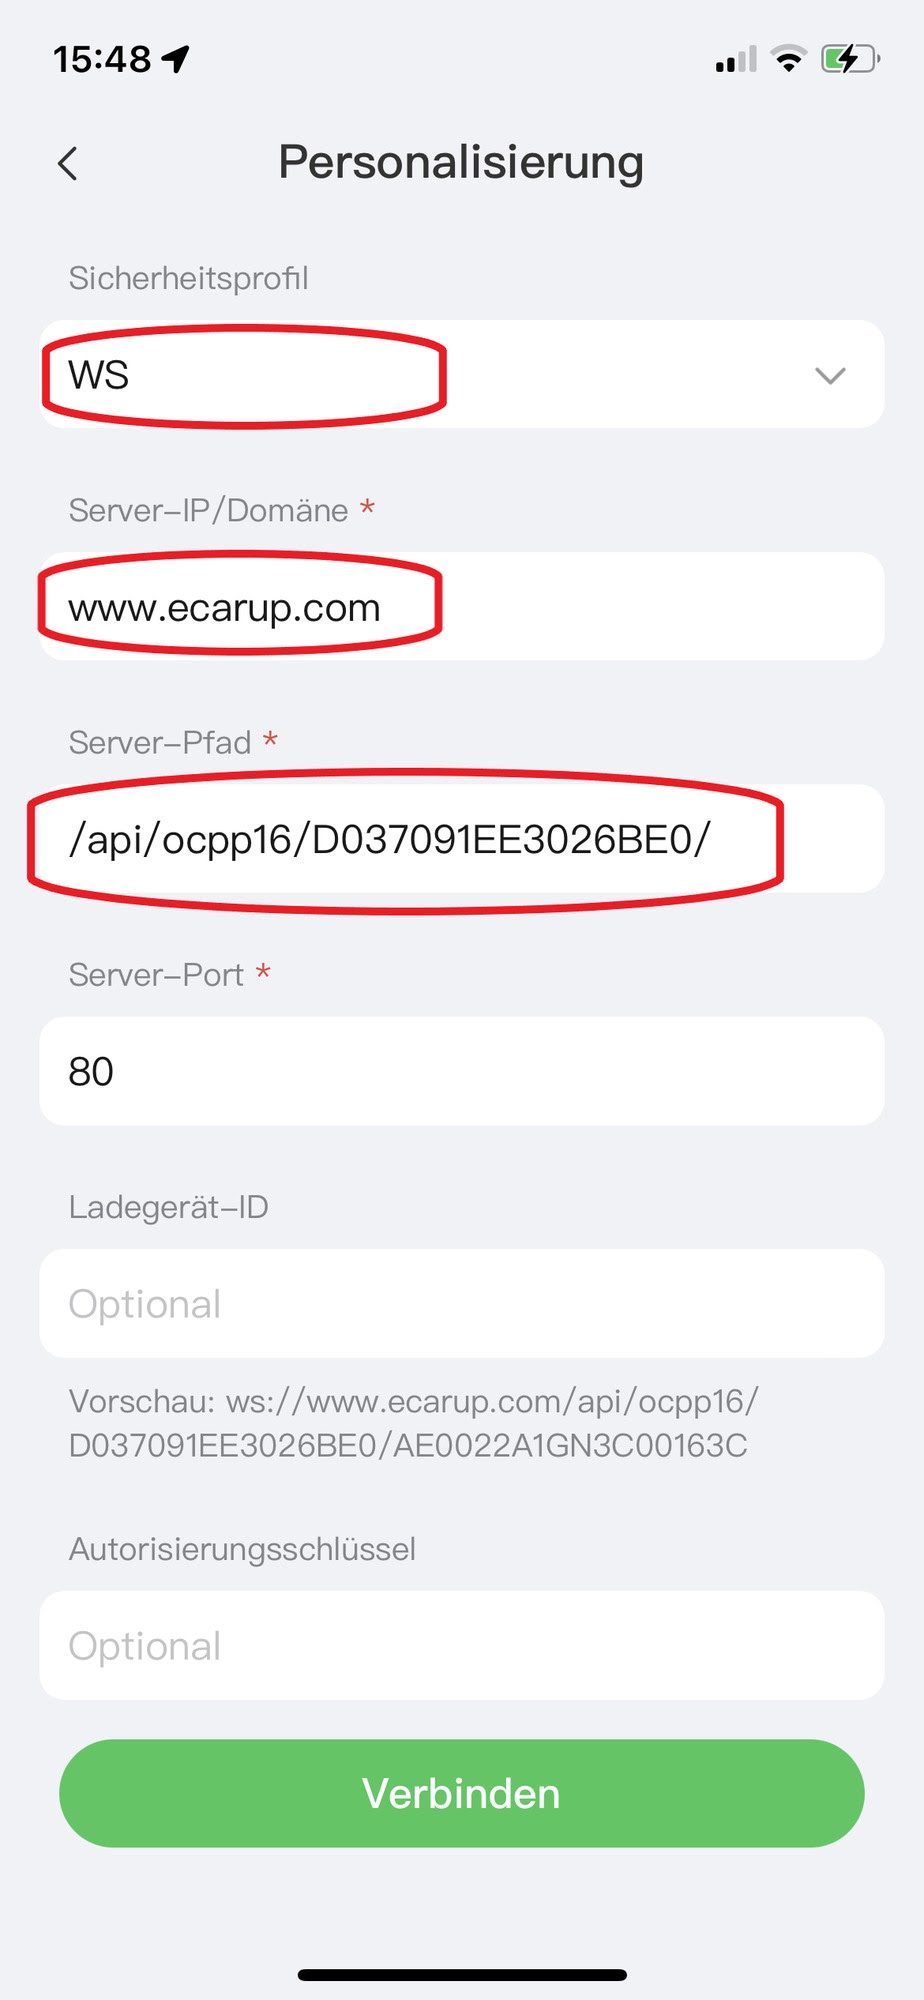 15:48
Personalisierung
Sicherheitsprofil
WS
Server-IP/Domäne *
www.ecarup.com
Server-Pfad *
/api/ocpp16/D037091EE3026BE0/
Server-Port *
80
Ladegerät-ID
Optional
Vorschau: ws://www.ecarup.com/api/ocpp16/
D037091EE3026BE0/AE0022A1GN3C00163C
Autorisierungsschlüssel
Optional
Verbinden